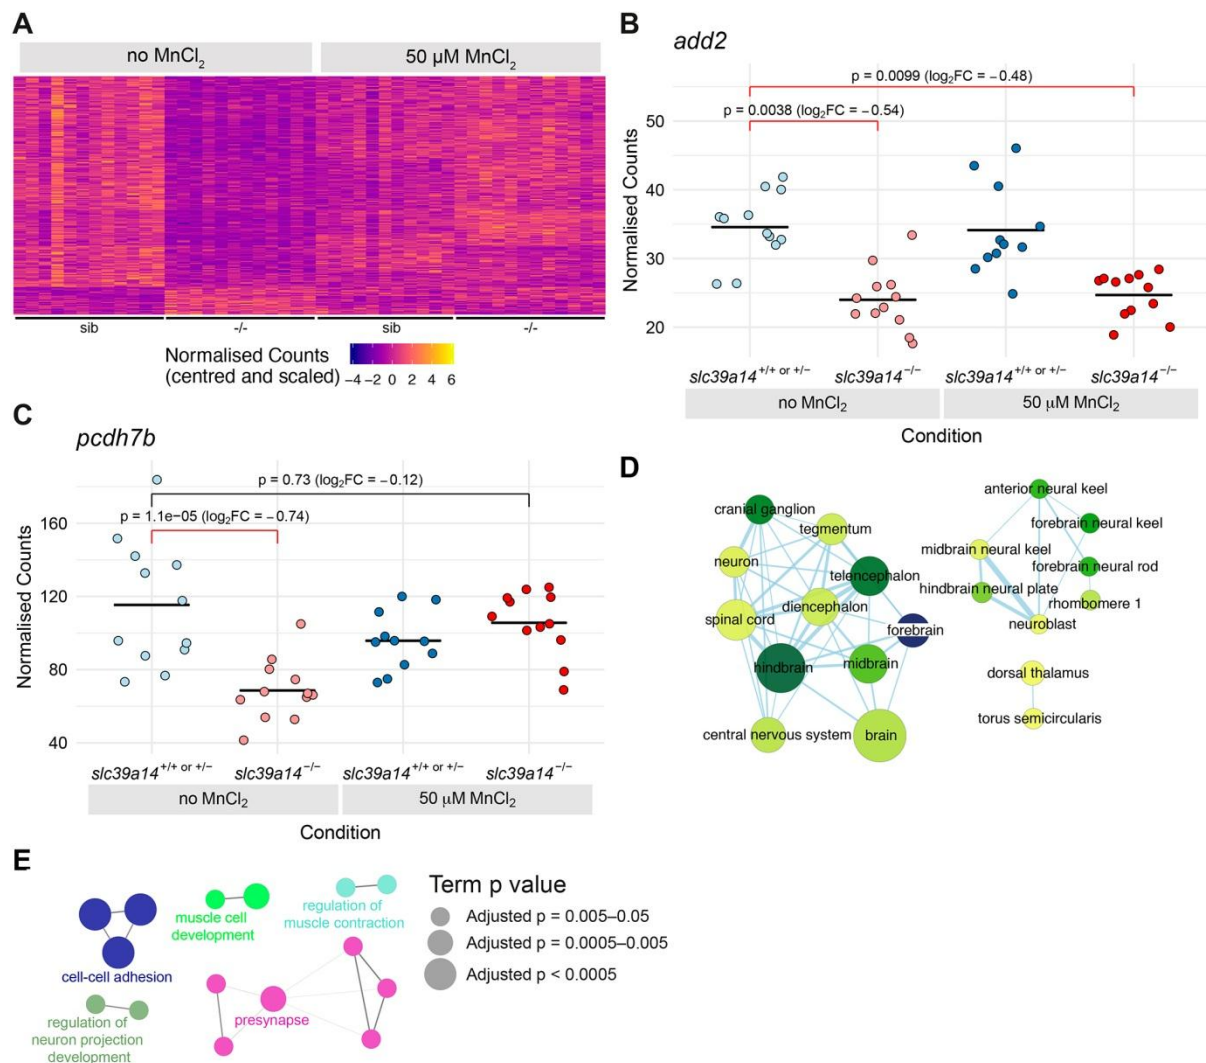 A
no MnCl₂
50 µM MnCl₂
sib
-/-
sib
-/-
Normalised Counts
(centred and scaled)
−4 −2 0 2 4 6
B
add2
p = 0.0099 (log₂FC = −0.48)
p = 0.0038 (log₂FC = −0.54)
Normalised Counts
50
40
30
20
slc39a14+/+ or +/−
slc39a14−/−
slc39a14+/+ or +/−
slc39a14−/−
no MnCl₂
50 µM MnCl₂
Condition
C
pcdh7b
p = 0.73 (log₂FC = −0.12)
p = 1.1e−05 (log₂FC = −0.74)
Normalised Counts
160
120
80
40
slc39a14+/+ or +/−
slc39a14−/−
slc39a14+/+ or +/−
slc39a14−/−
no MnCl₂
50 µM MnCl₂
Condition
D
cranial ganglion
tegmentum
neuron
telencephalon
diencephalon
spinal cord
forebrain
hindbrain
midbrain
central nervous system
brain
anterior neural keel
forebrain neural keel
midbrain neural keel
forebrain neural rod
hindbrain neural plate
rhombomere 1
neuroblast
dorsal thalamus
torus semicircularis
E
cell-cell adhesion
muscle cell
development
regulation of
muscle contraction
regulation of
neuron projection
development
presynapse
Term p value
Adjusted p = 0.005–0.05
Adjusted p = 0.0005–0.005
Adjusted p < 0.0005